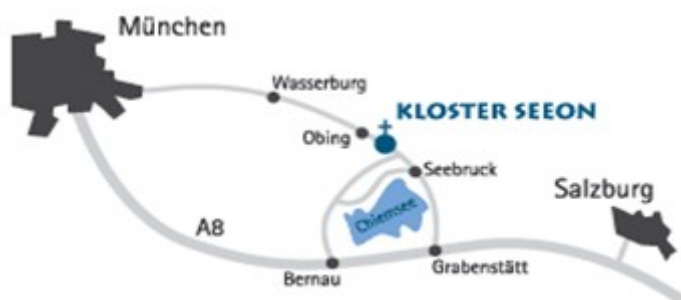 München
Wasserburg
KLOSTER SEEON
Obing
Seebruck
Salzburg
Chiemsee
A8
Bernau
Grabenstätt